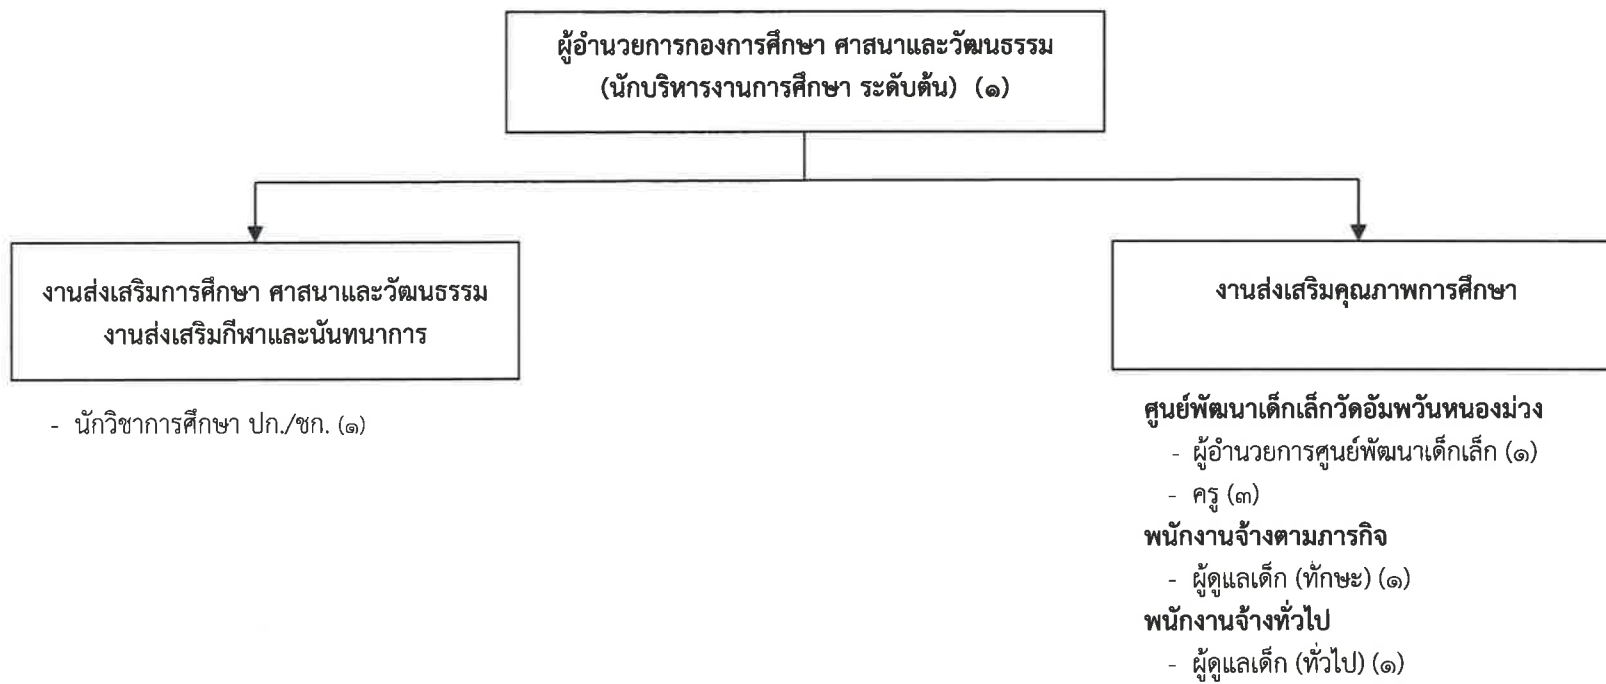 ผู้อำนวยการกองการศึกษา ศาสนาและวัฒนธรรม
(นักบริหารงานการศึกษา ระดับต้น) (๑)
งานส่งเสริมการศึกษา ศาสนาและวัฒนธรรม
งานส่งเสริมกีฬาและนันทนาการ
- นักวิชาการศึกษา ปก./ชก. (๑)
งานส่งเสริมคุณภาพการศึกษา
ศูนย์พัฒนาเด็กเล็กวัดอัมพวันหนองม่วง
- ผู้อำนวยการศูนย์พัฒนาเด็กเล็ก (๑)
- ครู (๓)
พนักงานจ้างตามภารกิจ
- ผู้ดูแลเด็ก (ทักษะ) (๑)
พนักงานจ้างทั่วไป
- ผู้ดูแลเด็ก (ทั่วไป) (๑)